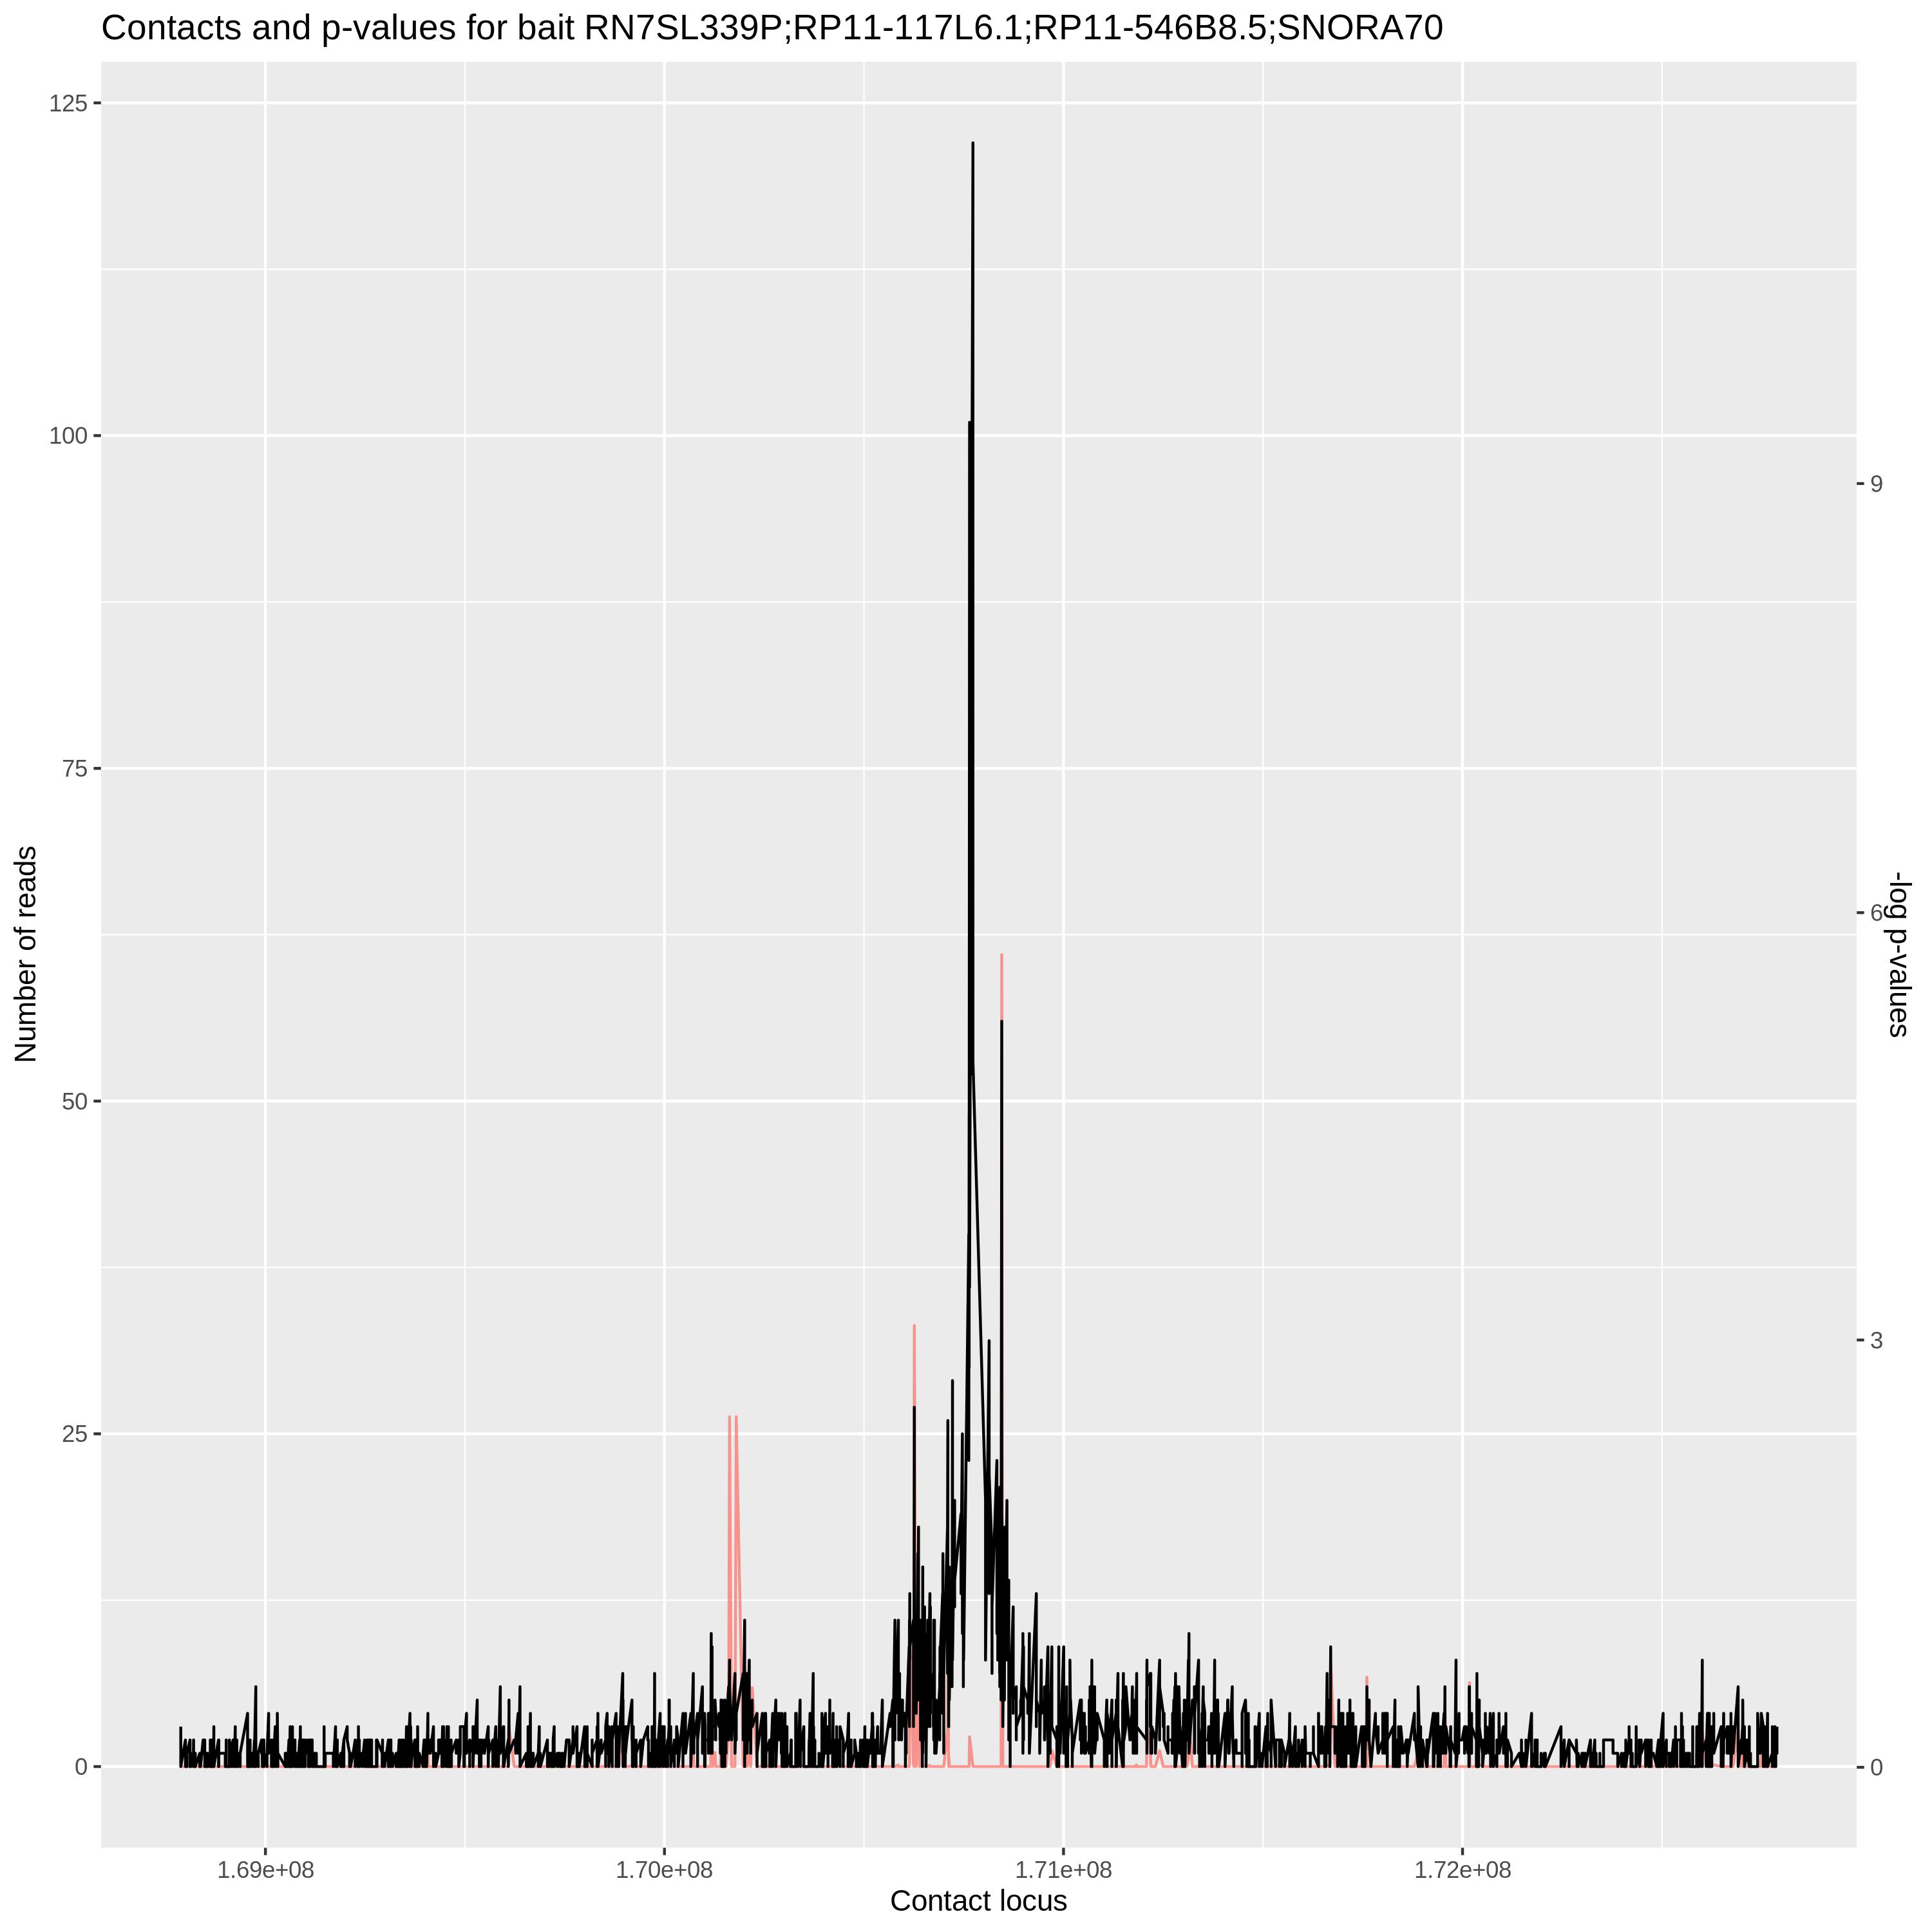 Contacts and p-values for bait RN7SL339P;RP11-117L6.1;RP11-546B8.5;SNORA70
125
100
75
50
25
0
Number of reads
9
6
3
0
-log p-values
1.69e+08
1.70e+08
1.71e+08
1.72e+08
Contact locus